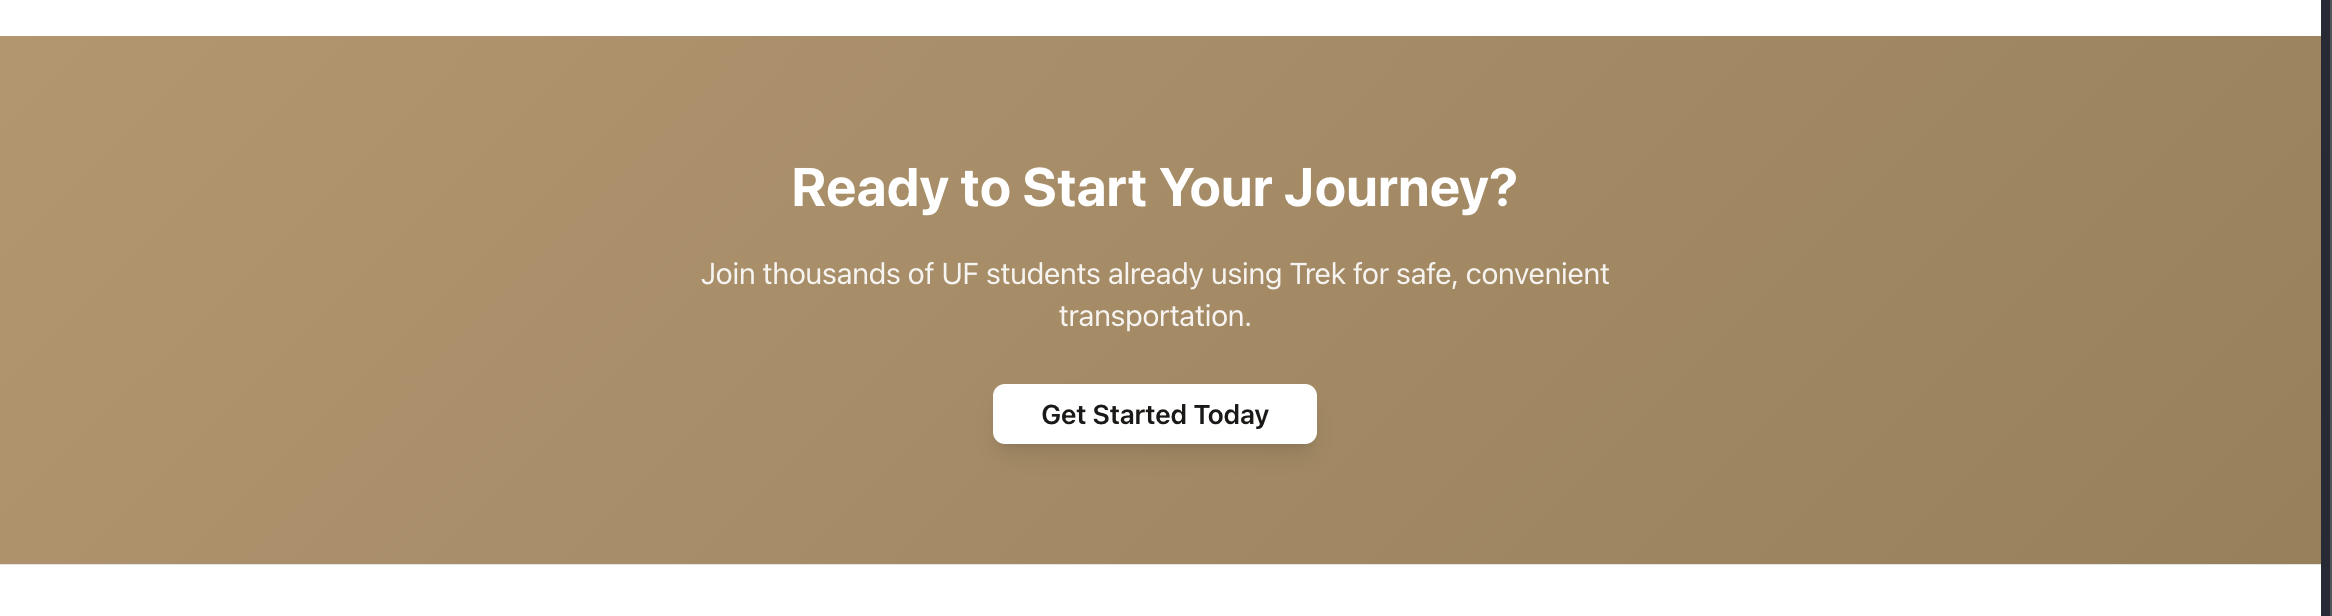 Ready to Start Your Journey?
Join thousands of UF students already using Trek for safe, convenient
transportation.
Get Started Today